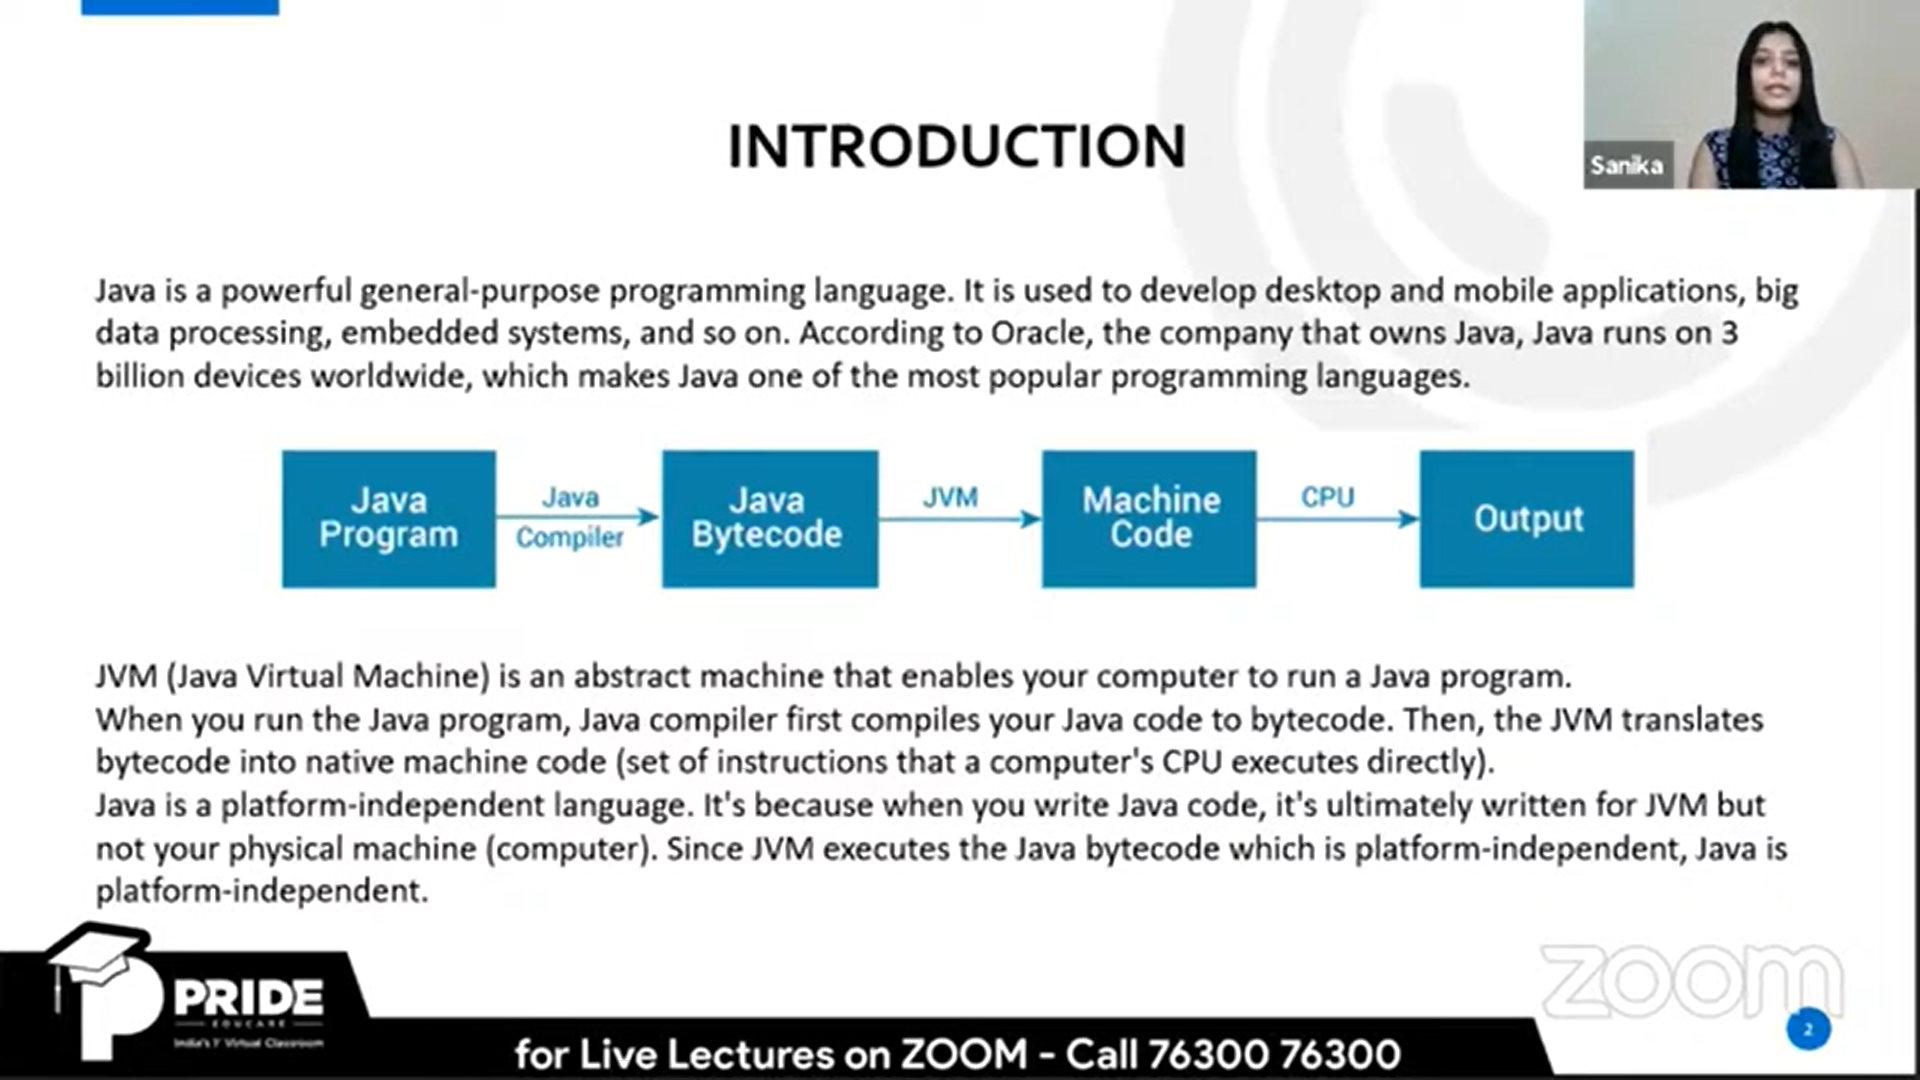 INTRODUCTION
Sanika
Java is a powerful general-purpose programming language. It is used to develop desktop and mobile applications, big
data processing, embedded systems, and so on. According to Oracle, the company that owns Java, Java runs on 3
billion devices worldwide, which makes Java one of the most popular programming languages.
Java
Program
Java
Compiler
Java
Bytecode
JVM
Machine
Code
CPU
Output
JVM (Java Virtual Machine) is an abstract machine that enables your computer to run a Java program.
When you run the Java program, Java compiler first compiles your Java code to bytecode. Then, the JVM translates
bytecode into native machine code (set of instructions that a computer's CPU executes directly).
Java is a platform-independent language. It's because when you write Java code, it's ultimately written for JVM but
not your physical machine (computer). Since JVM executes the Java bytecode which is platform-independent, Java is
platform-independent.
PRIDE
EDUCARE
India's 1st Virtual Classroom
zoom
2
for Live Lectures on ZOOM - Call 76300 76300